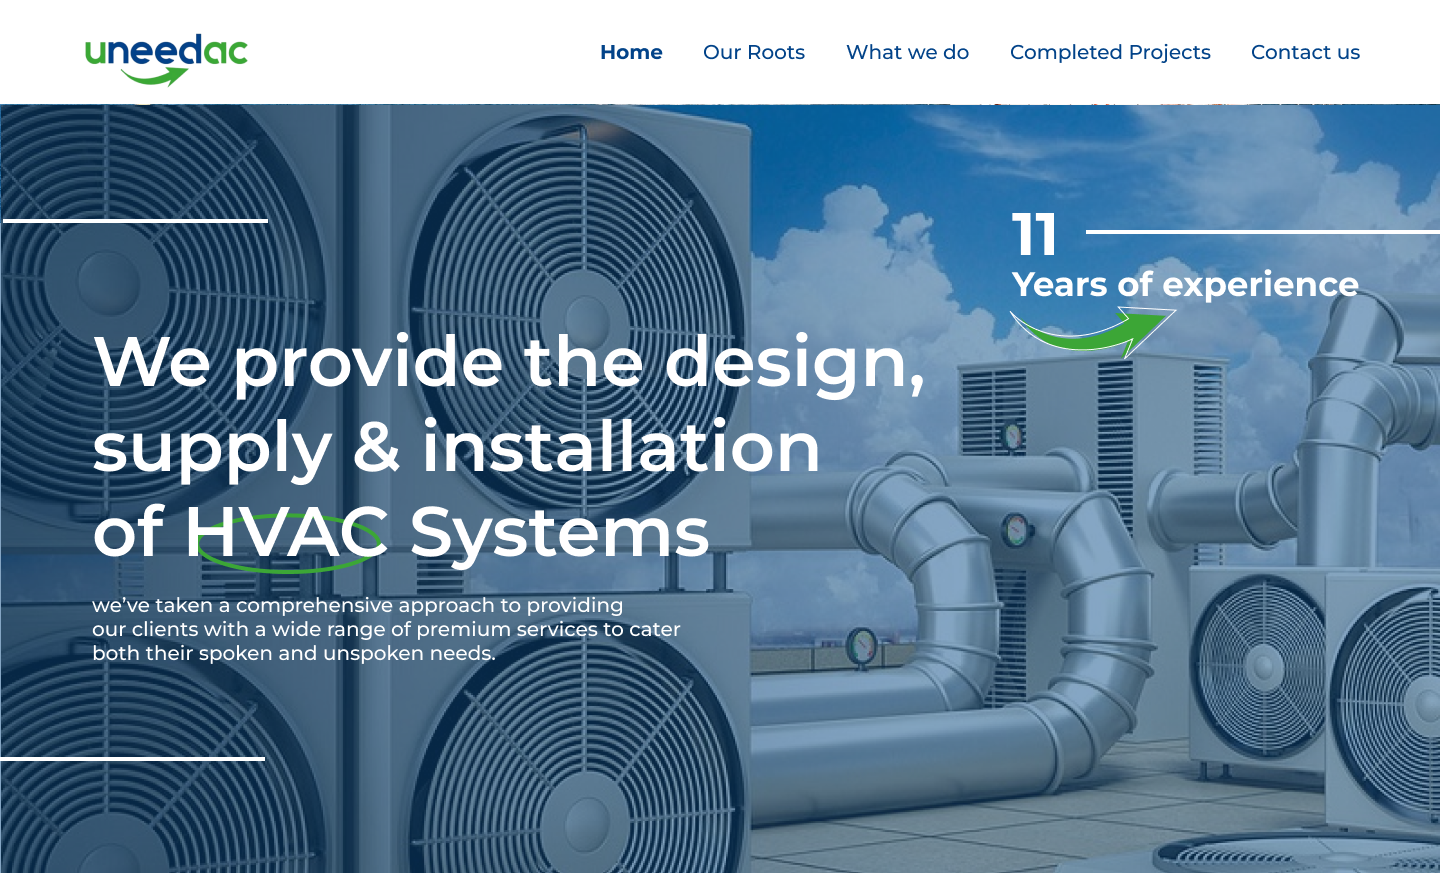 uneedac
Home Our Roots What we do Completed Projects Contact us
11
Years of experience
We provide the design,
supply & installation
of HVAC Systems
we’ve taken a comprehensive approach to providing
our clients with a wide range of premium services to cater
both their spoken and unspoken needs.